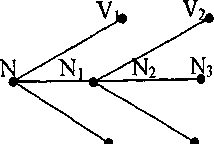 V₁ V₂
N N₁ N₂ N₃